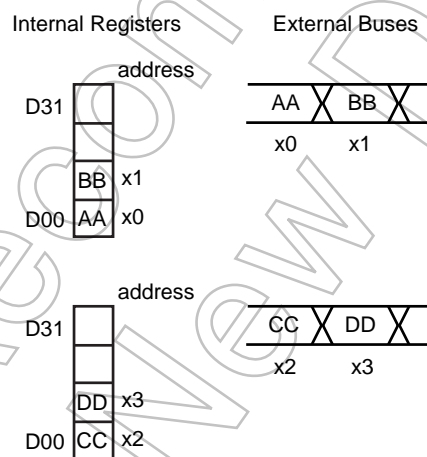 Internal Registers External Buses
address
D31 AA BB
x0 x1
BB x1
D00 AA x0
address
D31 CC DD
x2 x3
DD x3
D00 CC x2